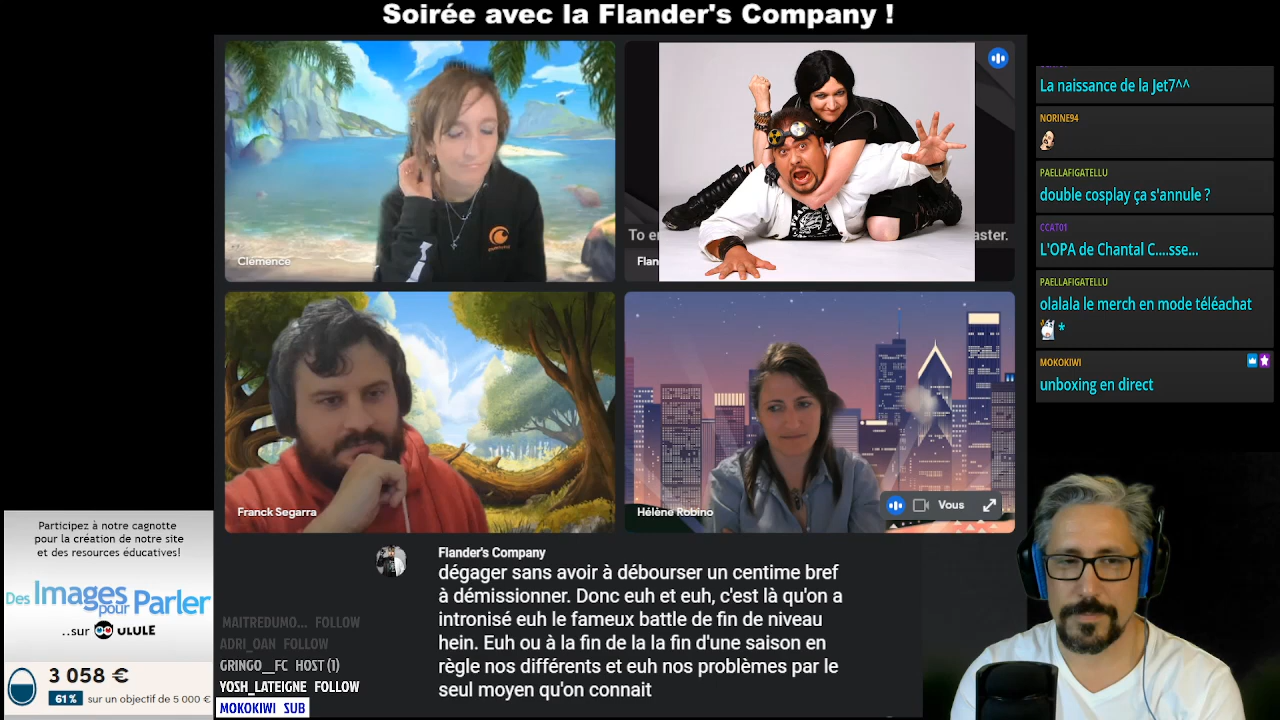 Soirée avec la Flander's Company !
Clémence
To e
aster.
Flan
Franck Segarra
Hélène Robino
Vous
Flander's Company
dégager sans avoir à débourser un centime bref
à démissionner. Donc euh et euh, c'est là qu'on a
intronisé euh le fameux battle de fin de niveau
hein. Euh ou à la fin de la la fin d'une saison en
règle nos différents et euh nos problèmes par le
seul moyen qu'on connait
La naissance de la Jet7^^
NORINE94
PAELLAFIGATELLU
double cosplay ça s'annule ?
CCAT01
L'OPA de Chantal C....sse...
PAELLAFIGATELLU
olalala le merch en mode téléachat
*
MOKOKIWI
unboxing en direct
Participez à notre cagnotte
pour la création de notre site
et des resources éducatives!
Des Images pour Parler
..sur ULULE
3 058 €
61 % sur un objectif de 5 000 €
MAITREDUMO... FOLLOW
ADRI_OAN FOLLOW
GRINGO__FC HOST (1)
YOSH_LATEIGNE FOLLOW
MOKOKIWI SUB